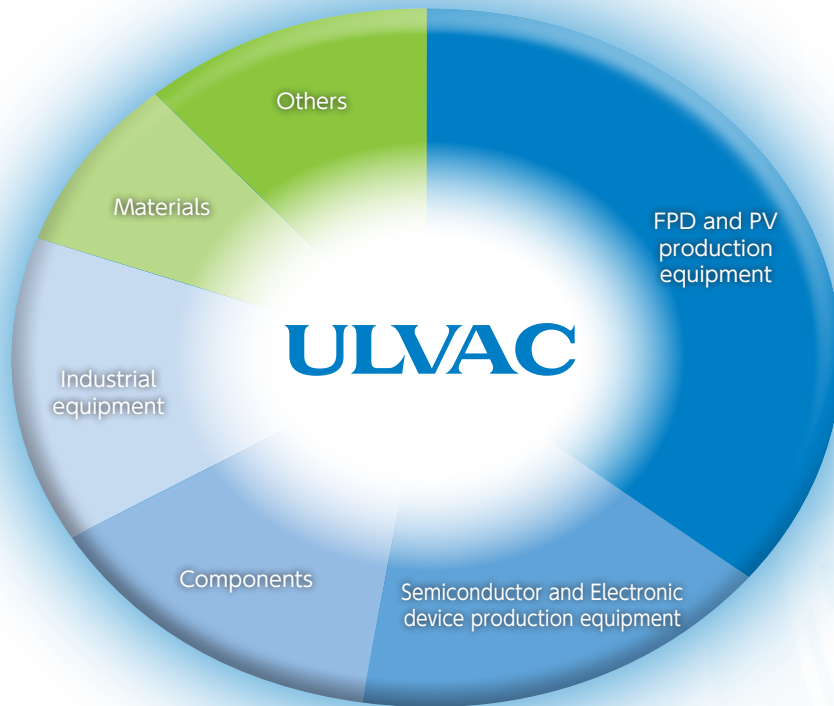 Others
Materials
FPD and PV
production
equipment
ULVAC
Industrial
equipment
Components
Semiconductor and Electronic
device production equipment